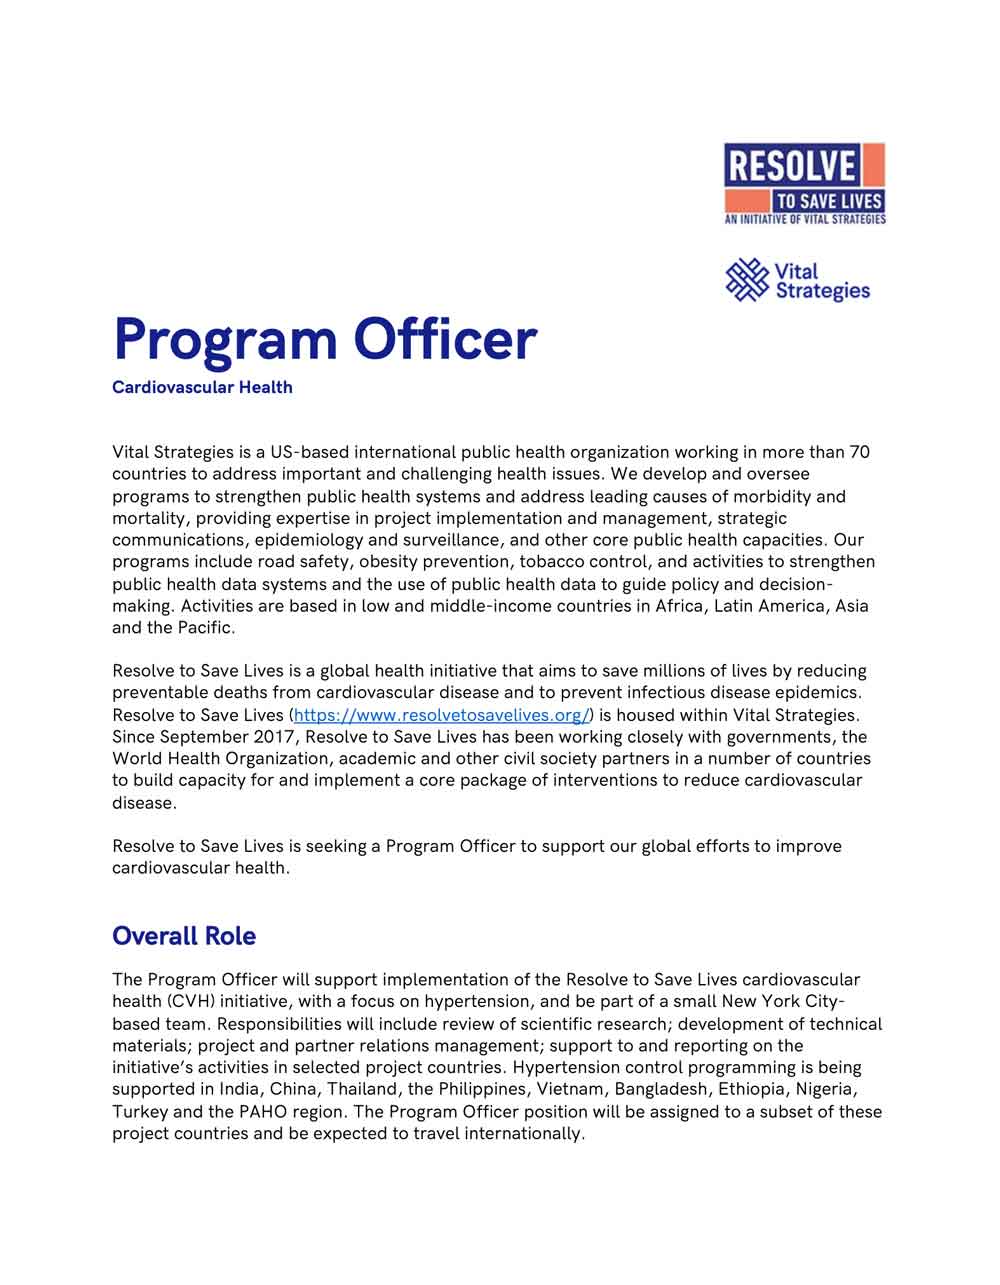 RESOLVE
TO SAVE LIVES
AN INITIATIVE OF VITAL STRATEGIES
Vital
Strategies
Program Officer
Cardiovascular Health
Vital Strategies is a US-based international public health organization working in more than 70
countries to address important and challenging health issues. We develop and oversee
programs to strengthen public health systems and address leading causes of morbidity and
mortality, providing expertise in project implementation and management, strategic
communications, epidemiology and surveillance, and other core public health capacities. Our
programs include road safety, obesity prevention, tobacco control, and activities to strengthen
public health data systems and the use of public health data to guide policy and decision-
making. Activities are based in low and middle-income countries in Africa, Latin America, Asia
and the Pacific.
Resolve to Save Lives is a global health initiative that aims to save millions of lives by reducing
preventable deaths from cardiovascular disease and to prevent infectious disease epidemics.
Resolve to Save Lives (https://www.resolvetosavelives.org/) is housed within Vital Strategies.
Since September 2017, Resolve to Save Lives has been working closely with governments, the
World Health Organization, academic and other civil society partners in a number of countries
to build capacity for and implement a core package of interventions to reduce cardiovascular
disease.
Resolve to Save Lives is seeking a Program Officer to support our global efforts to improve
cardiovascular health.
Overall Role
The Program Officer will support implementation of the Resolve to Save Lives cardiovascular
health (CVH) initiative, with a focus on hypertension, and be part of a small New York City-
based team. Responsibilities will include review of scientific research; development of technical
materials; project and partner relations management; support to and reporting on the
initiative's activities in selected project countries. Hypertension control programming is being
supported in India, China, Thailand, the Philippines, Vietnam, Bangladesh, Ethiopia, Nigeria,
Turkey and the PAHO region. The Program Officer position will be assigned to a subset of these
project countries and be expected to travel internationally.